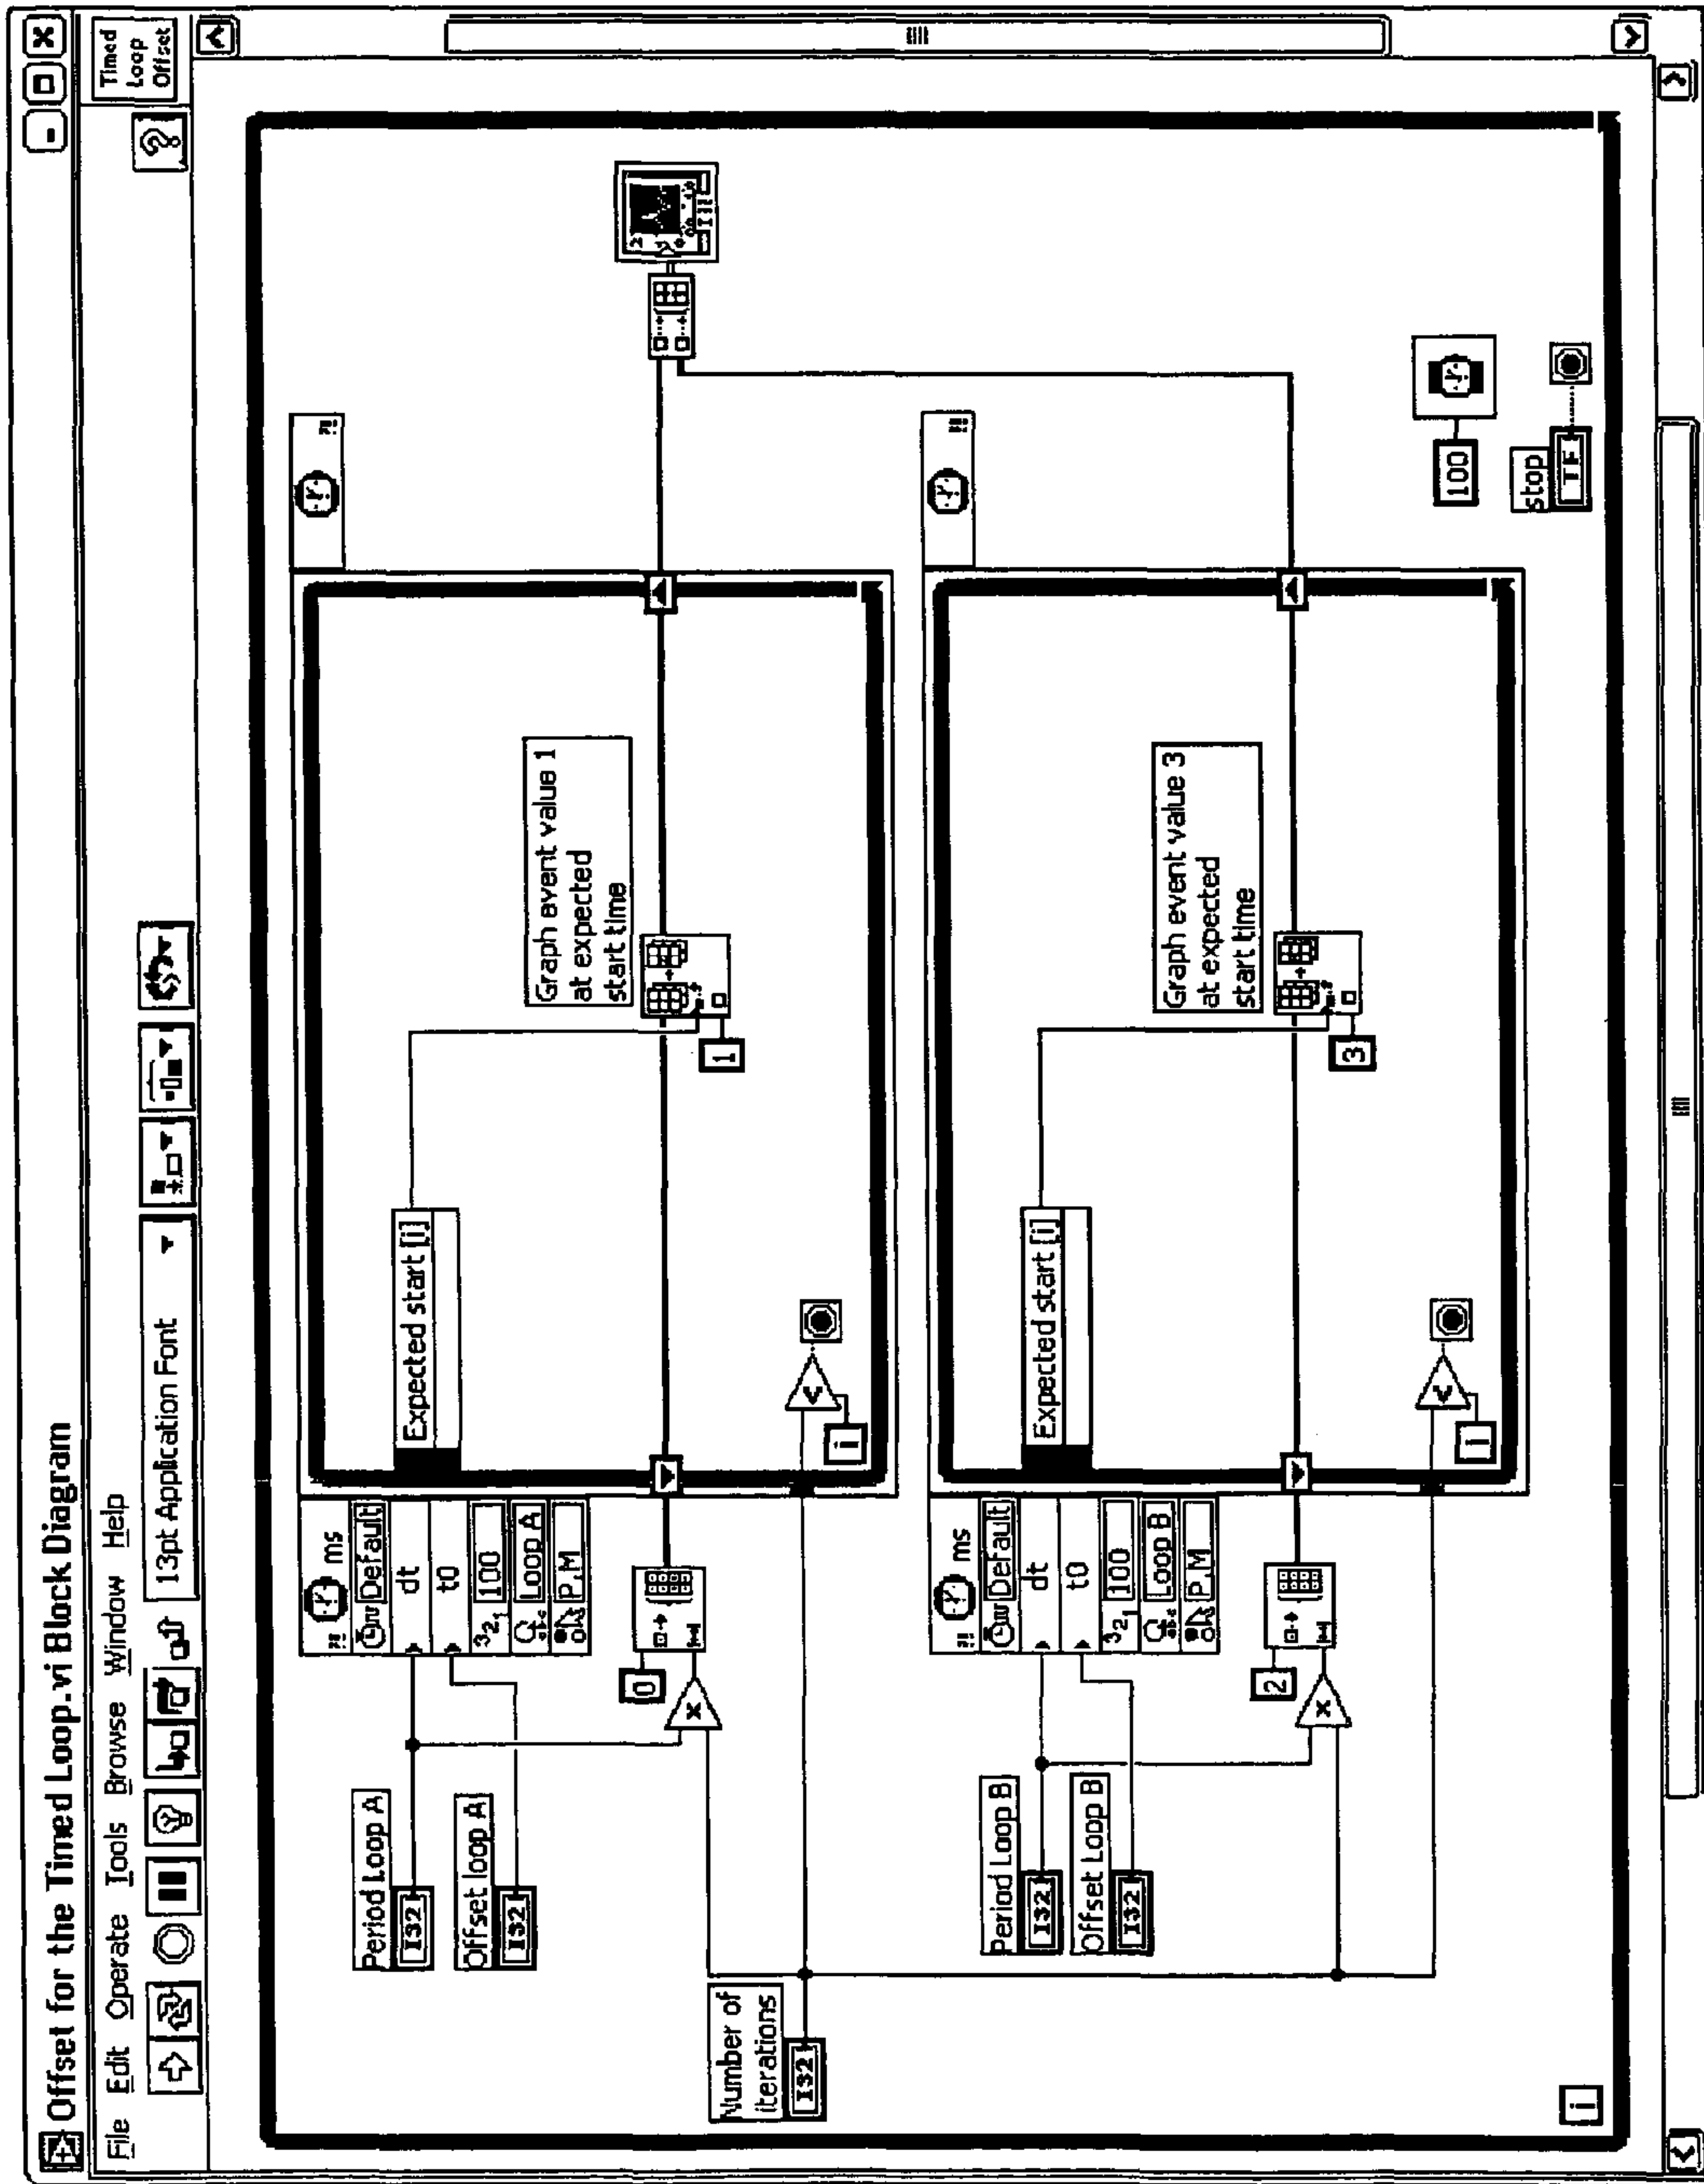 Offset for the Timed Loop.vi Block Diagram
File Edit Operate Tools Browse Window Help
13pt Application Font
?
Timed
Loop
Offset
Number of
iterations
I32
Period Loop A
I32
Offset loop A
I32
ms
Default
dt
t0
100
Loop A
P,M
0
x
Expected start [i]
i
<
Graph event value 1
at expected
start time
1
Period Loop B
I32
Offset Loop B
I32
ms
Default
dt
t0
100
Loop B
P,M
2
x
Expected start [i]
i
<
Graph event value 3
at expected
start time
3
100
stop
TF
i